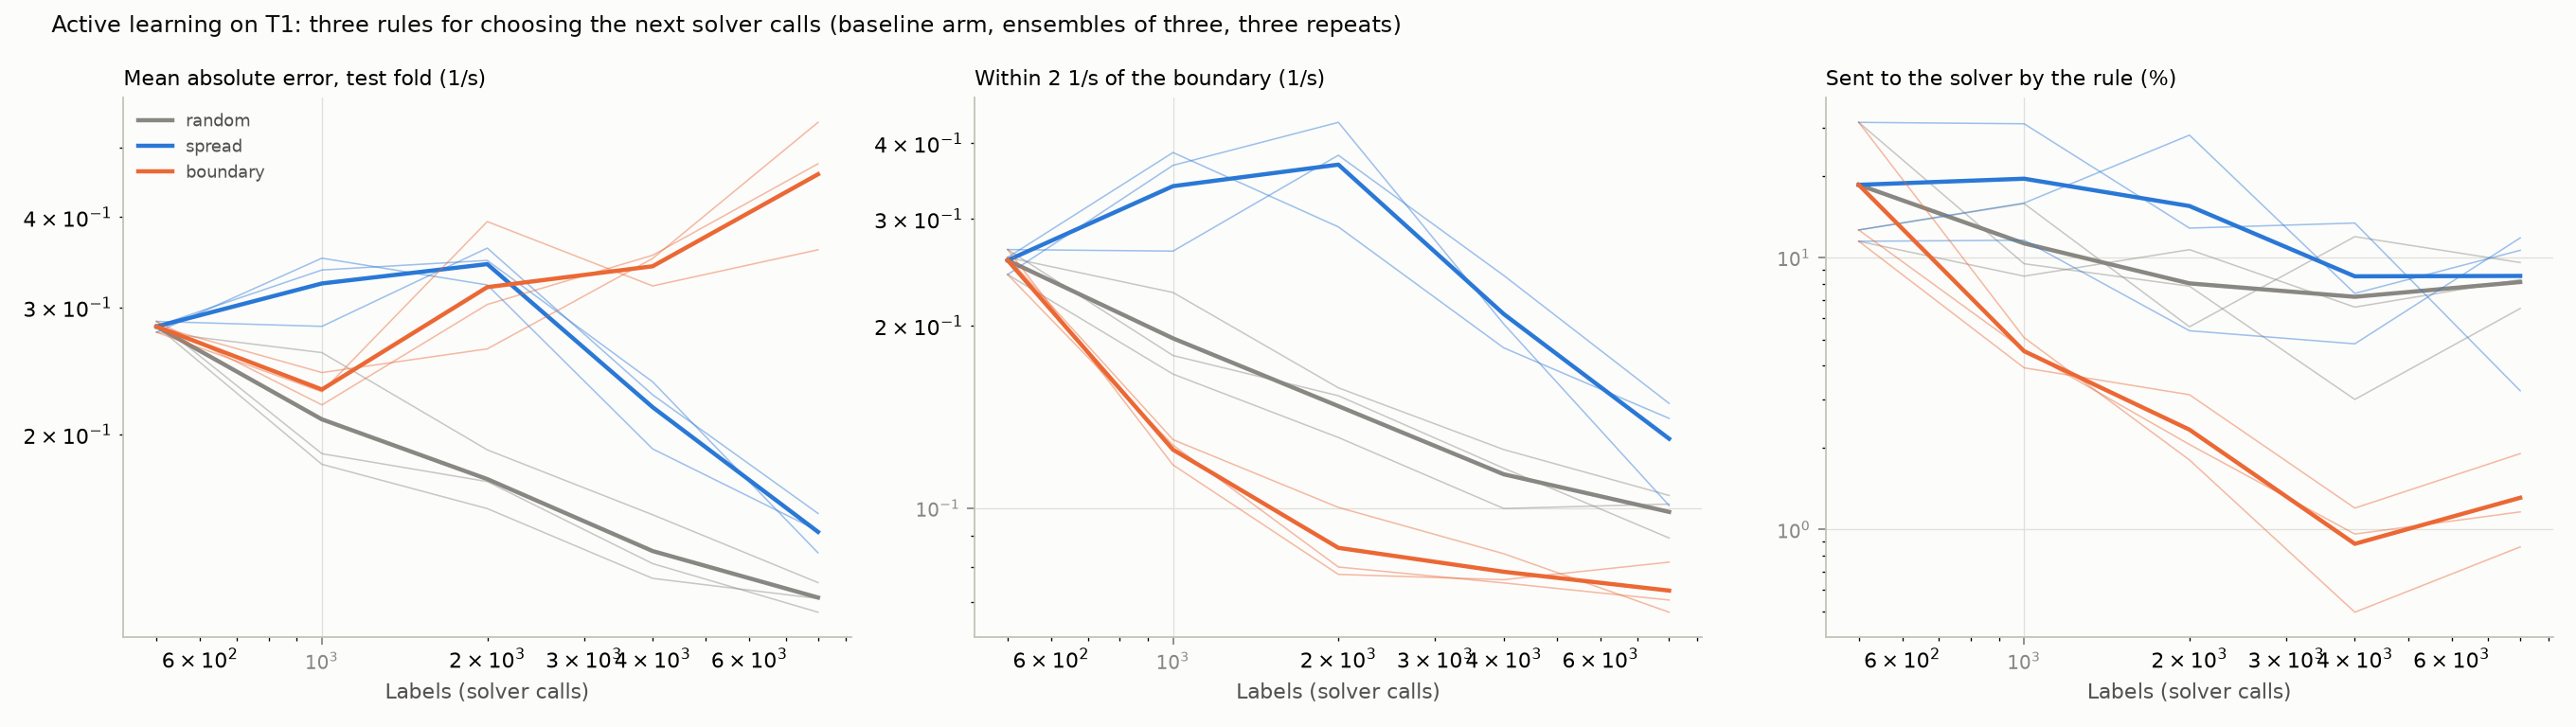 Active learning on T1: three rules for choosing the next solver calls (baseline arm, ensembles of three, three repeats)
Mean absolute error, test fold (1/s)
random
spread
boundary
4 × 10⁻¹
3 × 10⁻¹
2 × 10⁻¹
6 × 10²
10³
2 × 10³
3 × 10³
4 × 10³
6 × 10³
Labels (solver calls)
Within 2 1/s of the boundary (1/s)
4 × 10⁻¹
3 × 10⁻¹
2 × 10⁻¹
10⁻¹
6 × 10²
10³
2 × 10³
3 × 10³
4 × 10³
6 × 10³
Labels (solver calls)
Sent to the solver by the rule (%)
10¹
10⁰
6 × 10²
10³
2 × 10³
3 × 10³
4 × 10³
6 × 10³
Labels (solver calls)